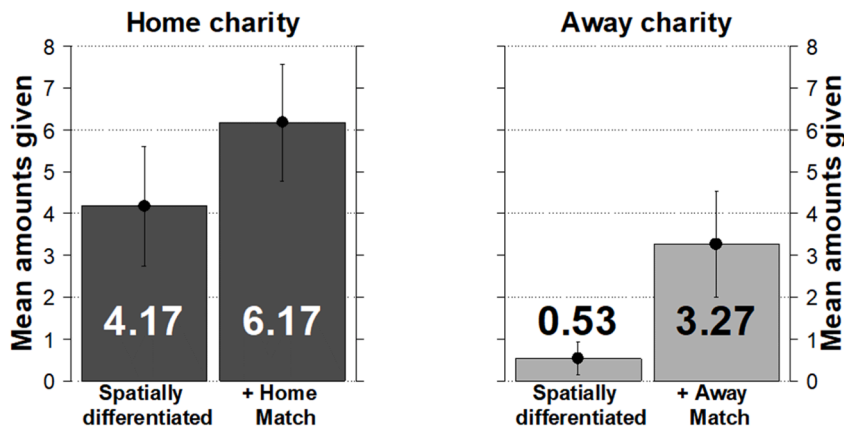 Home charity
Mean amounts given
8
7
6
5
4
3
2
1
0
4.17
6.17
Spatially
differentiated
+ Home
Match
Away charity
8
7
6
5
4
3
2
1
0
Mean amounts given
0.53
3.27
Spatially
differentiated
+ Away
Match